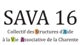 SAVA 16
Collectif des Structures d'Aide
à la Vie Associative de la Charente